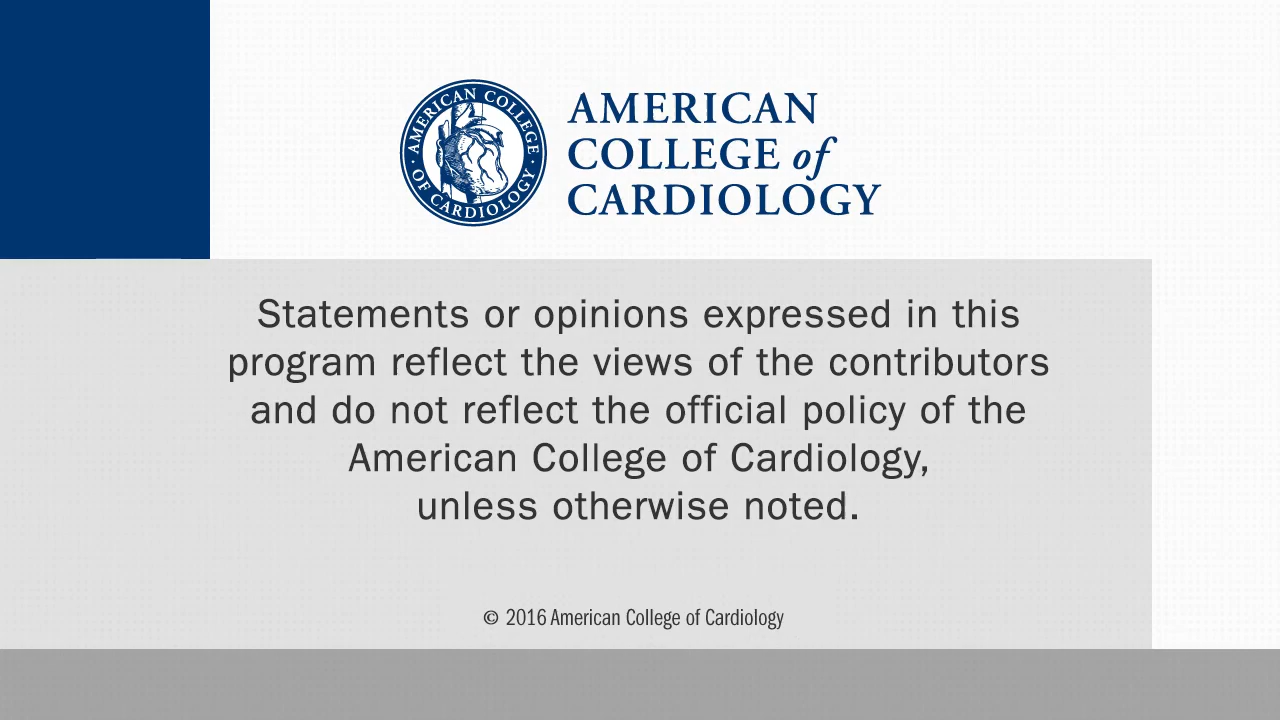 AMERICAN COLLEGE
OF CARDIOLOGY
AMERICAN
COLLEGE of
CARDIOLOGY
Statements or opinions expressed in this
program reflect the views of the contributors
and do not reflect the official policy of the
American College of Cardiology,
unless otherwise noted.
© 2016 American College of Cardiology